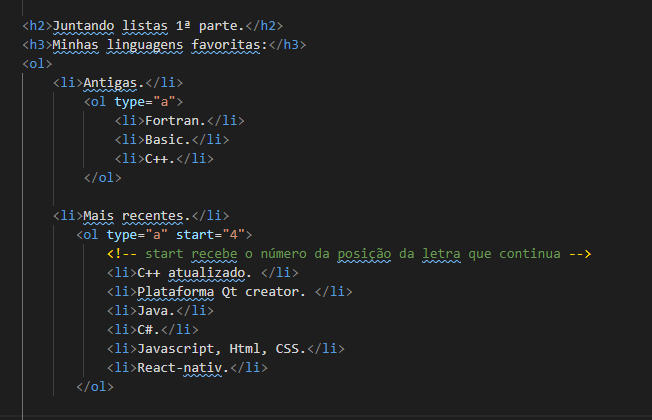 <h2>Juntando listas 1ª parte.</h2>
<h3>Minhas linguagens favoritas:</h3>
<ol>
<li>Antigas.</li>
<ol type="a">
<li>Fortran.</li>
<li>Basic.</li>
<li>C++.</li>
</ol>
<li>Mais recentes.</li>
<ol type="a" start="4">
<!-- start recebe o número da posição da letra que continua -->
<li>C++ atualizado. </li>
<li>Plataforma Qt creator. </li>
<li>Java.</li>
<li>C#.</li>
<li>Javascript, Html, CSS.</li>
<li>React-nativ.</li>
</ol>